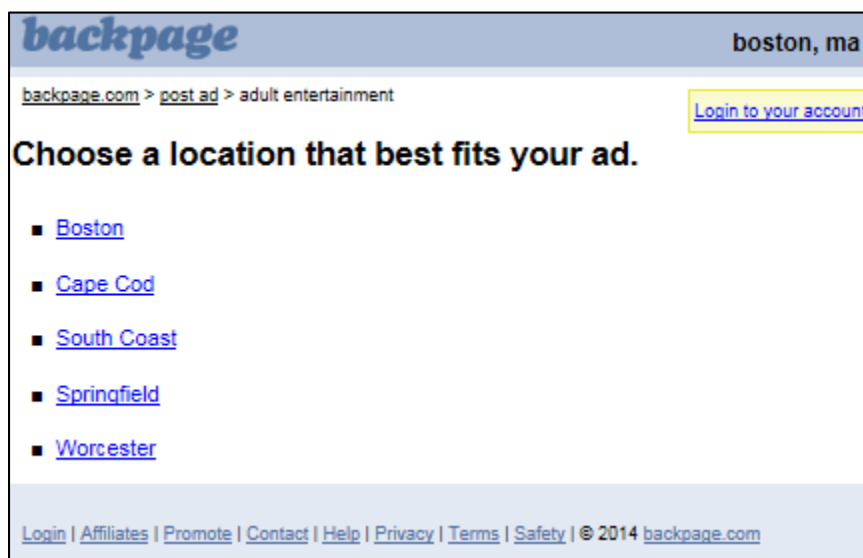 backpage
boston, ma
backpage.com > post ad > adult entertainment
Login to your account
Choose a location that best fits your ad.
■ Boston
■ Cape Cod
■ South Coast
■ Springfield
■ Worcester
Login | Affiliates | Promote | Contact | Help | Privacy | Terms | Safety | © 2014 backpage.com